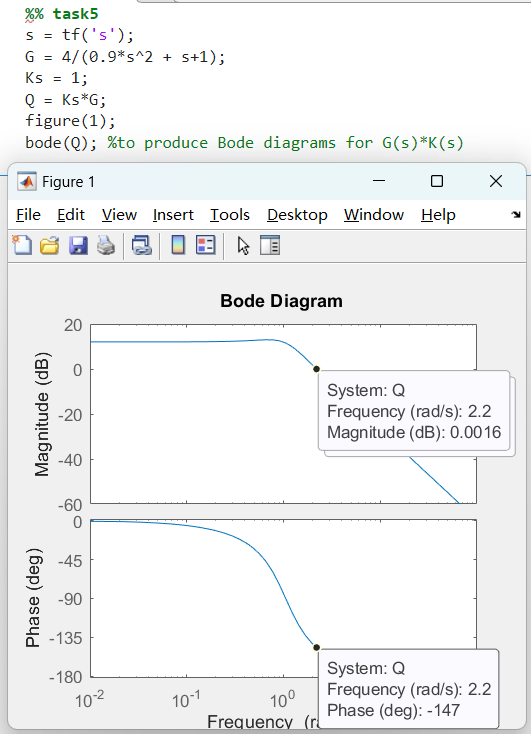 %% task5
s = tf('s');
G = 4/(0.9*s^2 + s+1);
Ks = 1;
Q = Ks*G;
figure(1);
bode(Q); %to produce Bode diagrams for G(s)*K(s)
Figure 1
File Edit View Insert Tools Desktop Window Help
Bode Diagram
Magnitude (dB)
20
0
-20
-40
-60
System: Q
Frequency (rad/s): 2.2
Magnitude (dB): 0.0016
Phase (deg)
0
-45
-90
-135
-180
System: Q
Frequency (rad/s): 2.2
Phase (deg): -147
10^-2 10^-1 10^0
Frequency (ra